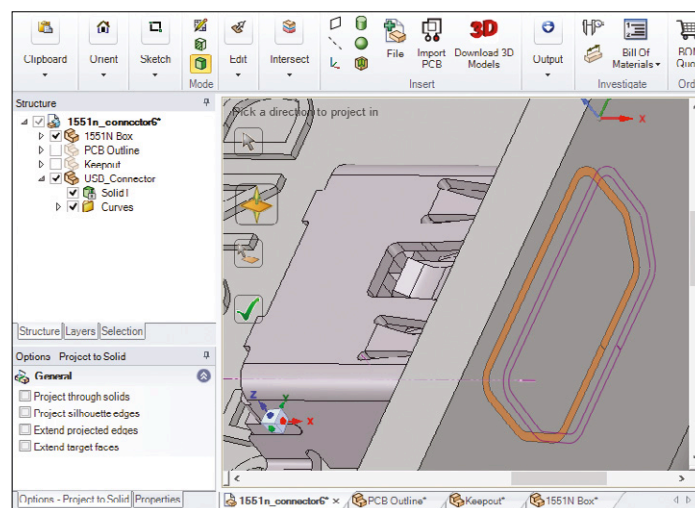 Clipboard
Orient
Sketch
Mode
Edit
Intersect
File
Import PCB
3D
Download 3D Models
Insert
Output
Bill Of Materials
Investigate
Structure
1551n_connector6*
1551N Box
PCB Outline
Keepout
USB_Connector
Solid
Curves
Structure Layers Selection
Options Project to Solid
General
Project through solids
Project silhouette edges
Extend projected edges
Extend target faces
Options - Project to Solid Properties
Pick a direction to project in
X
Z
Y
X
1551n_connector6* × PCB Outline* Keepout* 1551N Box*